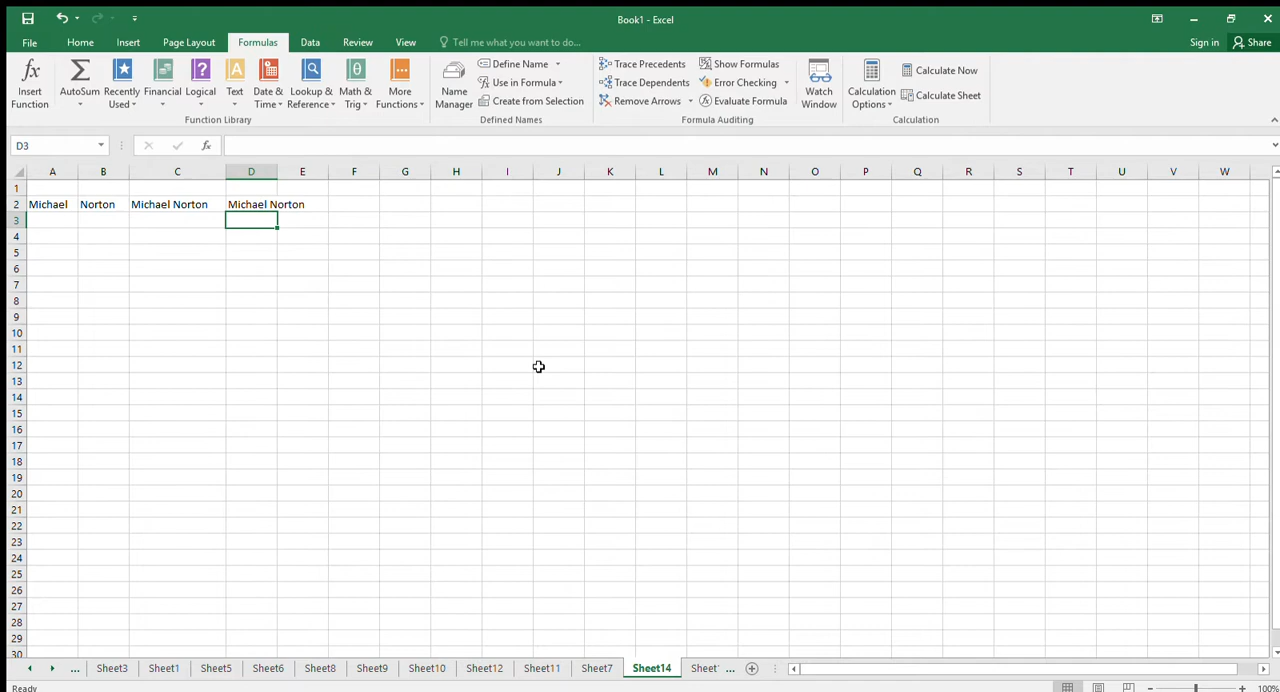 Book1 - Excel
File Home Insert Page Layout Formulas Data Review View Tell me what you want to do... Sign in Share
fx Σ ? A θ
Insert Function AutoSum Recently Used Financial Logical Text Date & Time Lookup & Reference Math & Trig More Functions
Function Library
Name Manager
Define Name
Use in Formula
Create from Selection
Defined Names
Trace Precedents Show Formulas
Trace Dependents Error Checking
Remove Arrows Evaluate Formula
Watch Window
Formula Auditing
Calculation Options
Calculate Now
Calculate Sheet
Calculation
D3 fx
A B C D E F G H I J K L M N O P Q R S T U V W
1
2 Michael Norton Michael Norton Michael Norton
3
4
5
6
7
8
9
10
11
12
13
14
15
16
17
18
19
20
21
22
23
24
25
26
27
28
29
30
... Sheet3 Sheet1 Sheet5 Sheet6 Sheet8 Sheet9 Sheet10 Sheet12 Sheet11 Sheet7 Sheet14 Sheet ...
Ready 100%